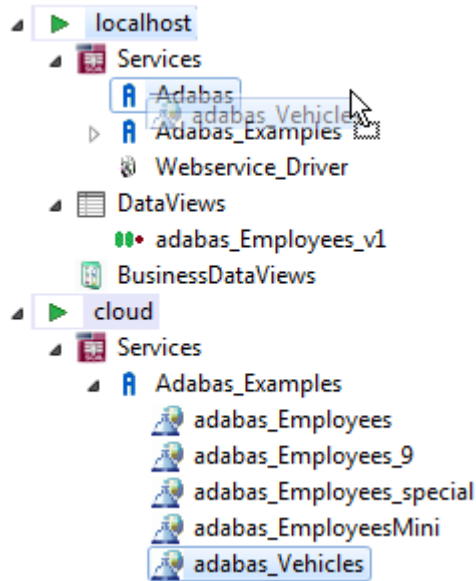 localhost
Services
Adabas
adabas_Vehicles
Adabas_Examples
Webservice_Driver
DataViews
adabas_Employees_v1
BusinessDataViews
cloud
Services
Adabas_Examples
adabas_Employees
adabas_Employees_9
adabas_Employees_special
adabas_EmployeesMini
adabas_Vehicles